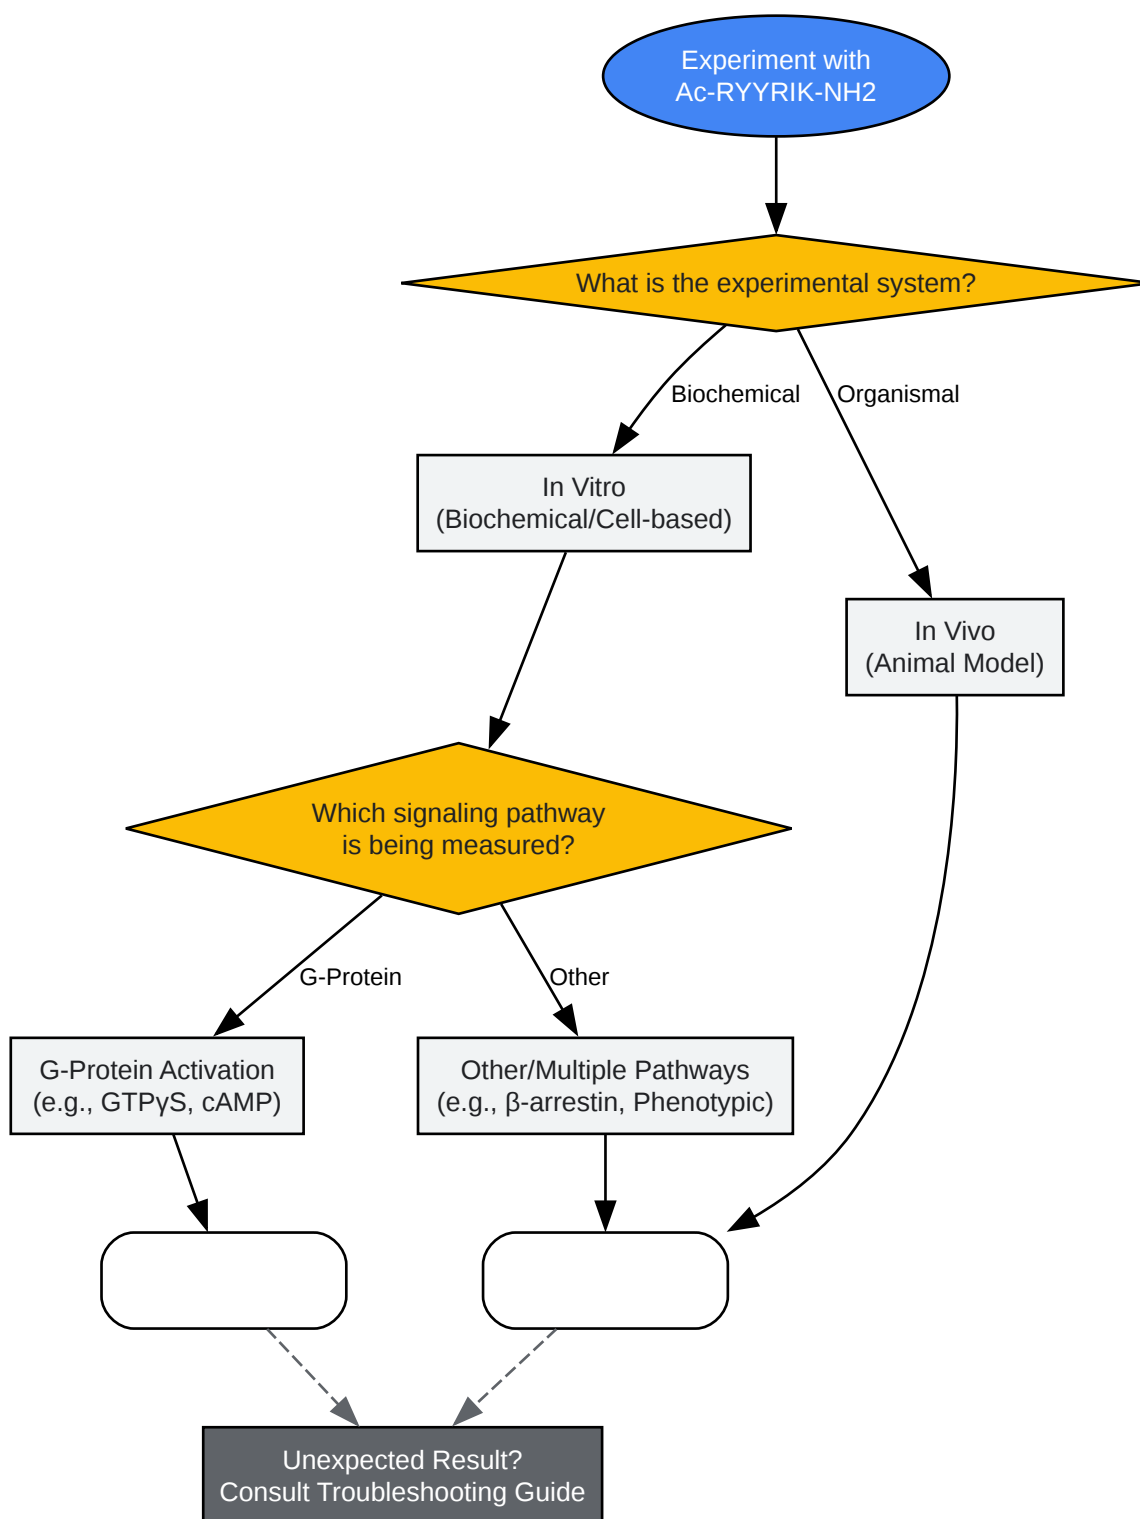 Experiment with
Ac-RYYRIK-NH2
What is the experimental system?
Biochemical
Organismal
In Vitro
(Biochemical/Cell-based)
In Vivo
(Animal Model)
Which signaling pathway
is being measured?
G-Protein
Other
G-Protein Activation
(e.g., GTPγS, cAMP)
Other/Multiple Pathways
(e.g., β-arrestin, Phenotypic)
Unexpected Result?
Consult Troubleshooting Guide